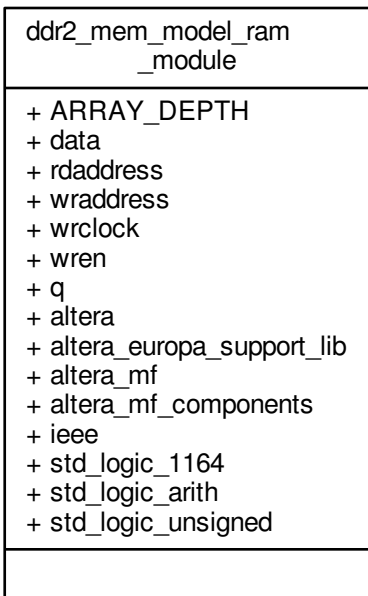 ddr2_mem_model_ram
_module
+ ARRAY_DEPTH
+ data
+ rdaddress
+ wraddress
+ wrclock
+ wren
+ q
+ altera
+ altera_europa_support_lib
+ altera_mf
+ altera_mf_components
+ ieee
+ std_logic_1164
+ std_logic_arith
+ std_logic_unsigned